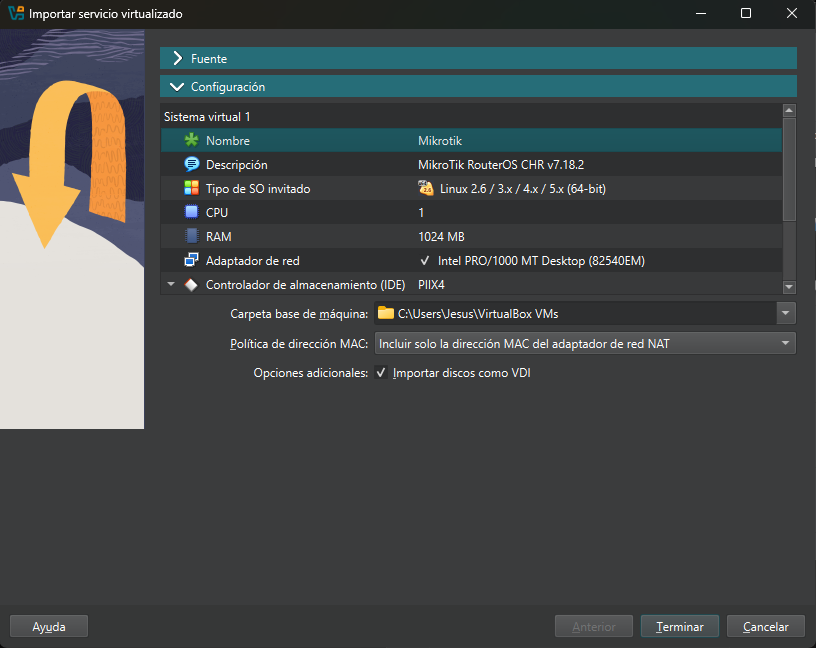 Importar servicio virtualizado
Fuente
Configuración
Sistema virtual 1
Nombre Mikrotik
Descripción MikroTik RouterOS CHR v7.18.2
Tipo de SO invitado Linux 2.6 / 3.x / 4.x / 5.x (64-bit)
CPU 1
RAM 1024 MB
Adaptador de red ✓ Intel PRO/1000 MT Desktop (82540EM)
Controlador de almacenamiento (IDE) PIIX4
Carpeta base de máquina: C:\Users\Jesus\VirtualBox VMs
Política de dirección MAC: Incluir solo la dirección MAC del adaptador de red NAT
Opciones adicionales: ✓ Importar discos como VDI
Ayuda Anterior Terminar Cancelar